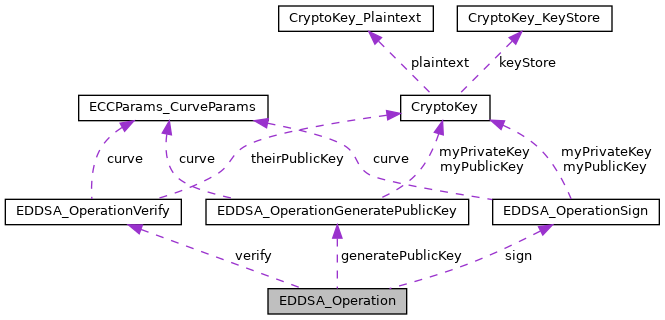 CryptoKey_Plaintext
CryptoKey_KeyStore
plaintext
keyStore
ECCParams_CurveParams
CryptoKey
curve
curve
theirPublicKey
curve
myPrivateKey
myPublicKey
myPrivateKey
myPublicKey
EDDSA_OperationVerify
EDDSA_OperationGeneratePublicKey
EDDSA_OperationSign
verify
generatePublicKey
sign
EDDSA_Operation